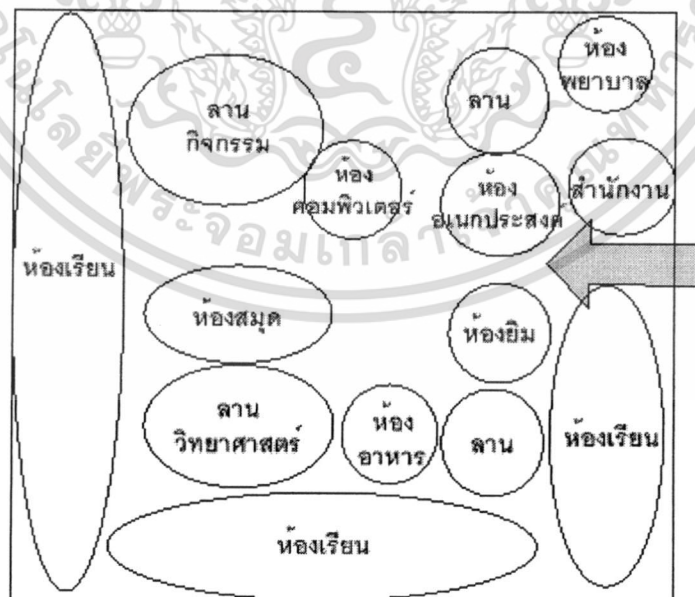 ห้อง
พยาบาล
ลาน
กิจกรรม
ลาน
ห้อง
คอมพิวเตอร์
ห้อง
อเนกประสงค์
สำนักงาน
ห้องเรียน
ห้องสมุด
ห้องยิม
ลาน
วิทยาศาสตร์
ห้อง
อาหาร
ลาน
ห้องเรียน
ห้องเรียน